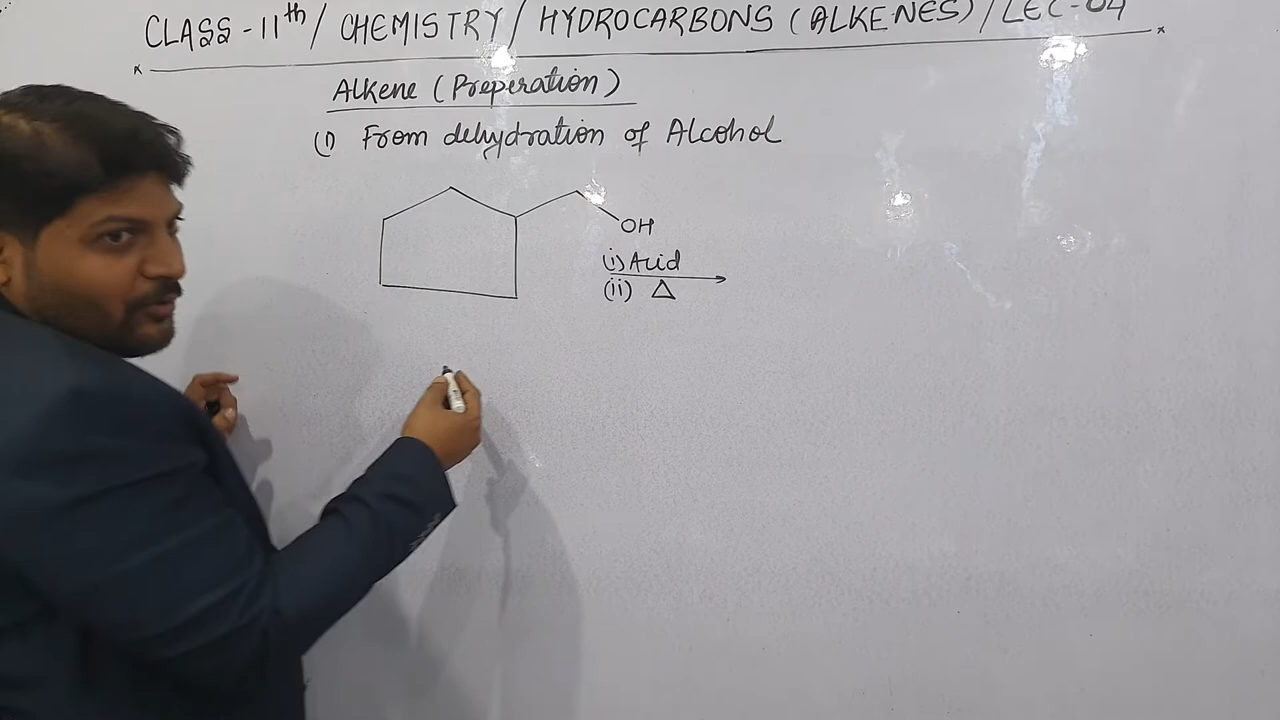 CLASS-11th/ CHEMISTRY/ HYDROCARBONS (ALKENES)/LEC-04
Alkene (Preperation)
(1) From dehydration of Alcohol
OH
(i) Acid
(ii) Δ